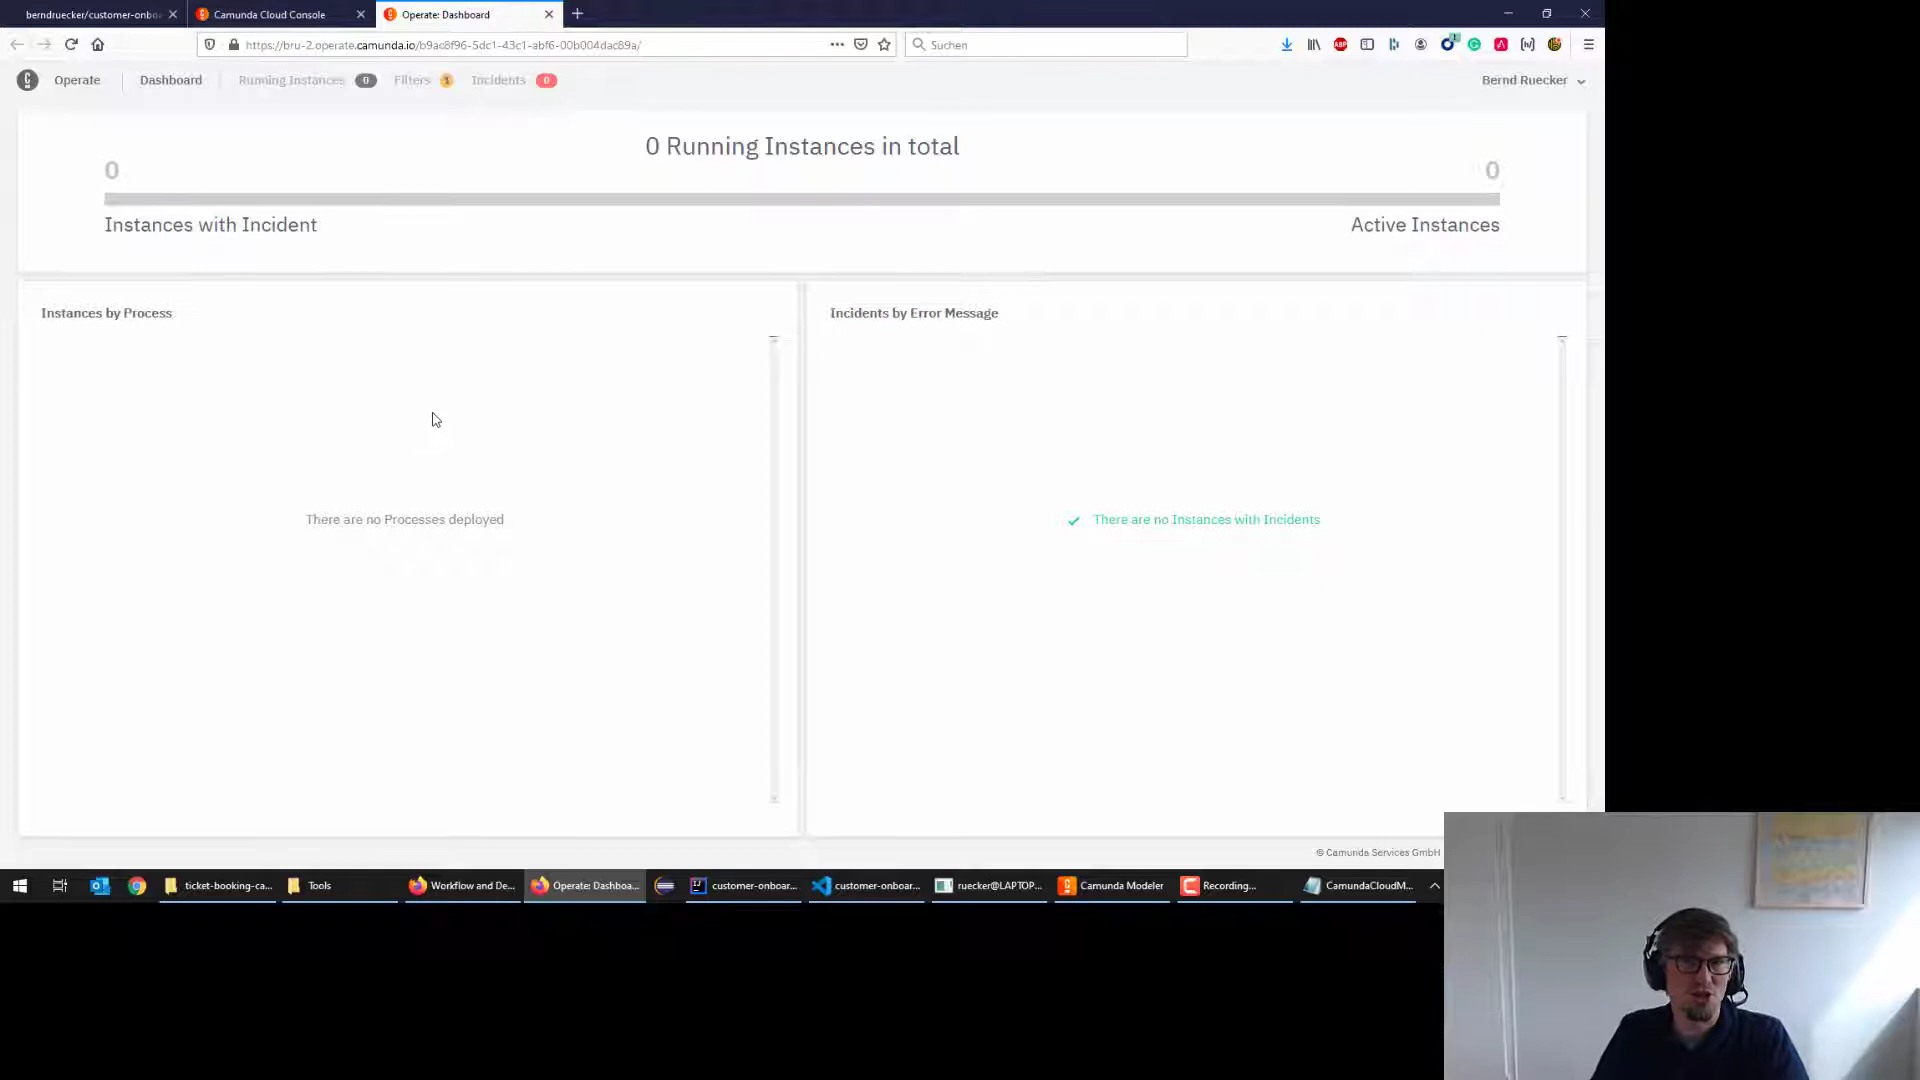 berndruecker/customer-onbo
Camunda Cloud Console
Operate: Dashboard
https://bru-2.operate.camunda.io/b9ac8f96-5dc1-43c1-abf6-00b004dac89a/
Suchen
Operate
Dashboard
Running Instances 0
Filters 1
Incidents 0
Bernd Ruecker
0 Running Instances in total
0
0
Instances with Incident
Active Instances
Instances by Process
Incidents by Error Message
There are no Processes deployed
There are no Instances with Incidents
© Camunda Services GmbH
ticket-booking-ca...
Tools
Workflow and De...
Operate: Dashboa...
customer-onboar...
customer-onboar...
ruecker@LAPTOP...
Camunda Modeler
Recording...
CamundaCloudM...